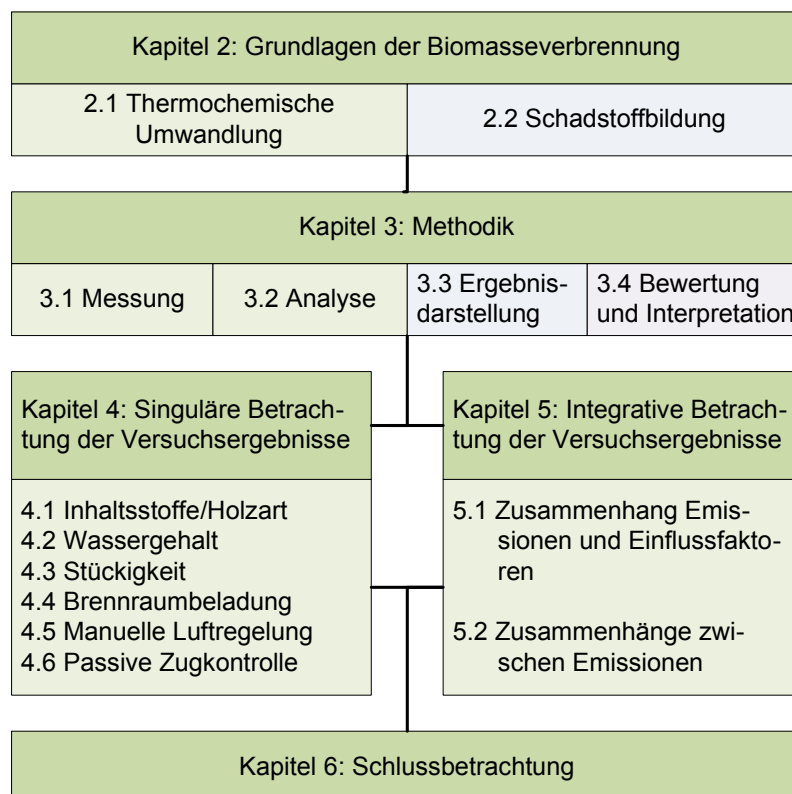 Kapitel 2: Grundlagen der Biomasseverbrennung
2.1 Thermochemische
Umwandlung
2.2 Schadstoffbildung
Kapitel 3: Methodik
3.1 Messung
3.2 Analyse
3.3 Ergebnis-
darstellung
3.4 Bewertung
und Interpretation
Kapitel 4: Singuläre Betrach-
tung der Versuchsergebnisse
4.1 Inhaltsstoffe/Holzart
4.2 Wassergehalt
4.3 Stückigkeit
4.4 Brennraumbeladung
4.5 Manuelle Luftregelung
4.6 Passive Zugkontrolle
Kapitel 5: Integrative Betrach-
tung der Versuchsergebnisse
5.1 Zusammenhang Emis-
sionen und Einflussfakto-
ren
5.2 Zusammenhänge zwi-
schen Emissionen
Kapitel 6: Schlussbetrachtung